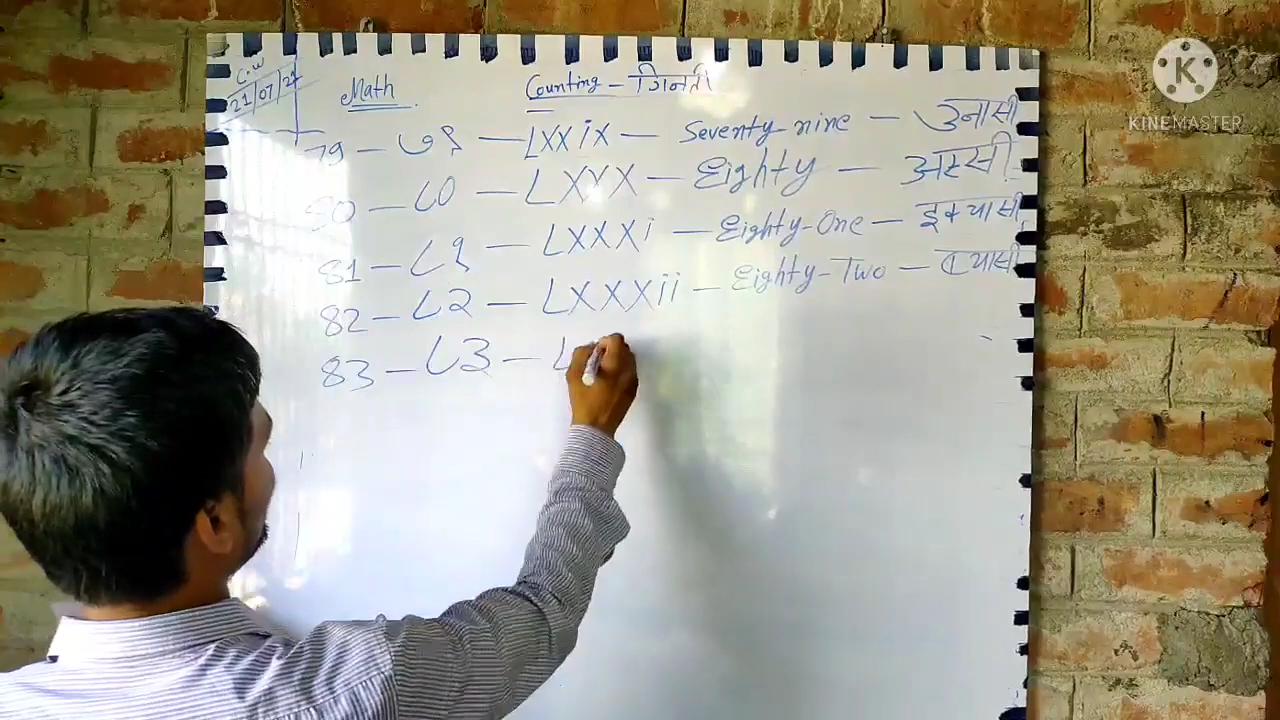 C.W Math Counting - गिनती
21/07/21
79 - ७९ - LXXiX - Seventy-nine - उनासी
80 - ८० - LXXX - Eighty - अस्सी
81 - ८१ - LXXXi - Eighty-One - इक्यासी
82 - ८२ - LXXXii - Eighty-Two - बयासी
83 - ८३ - L
KINEMASTER